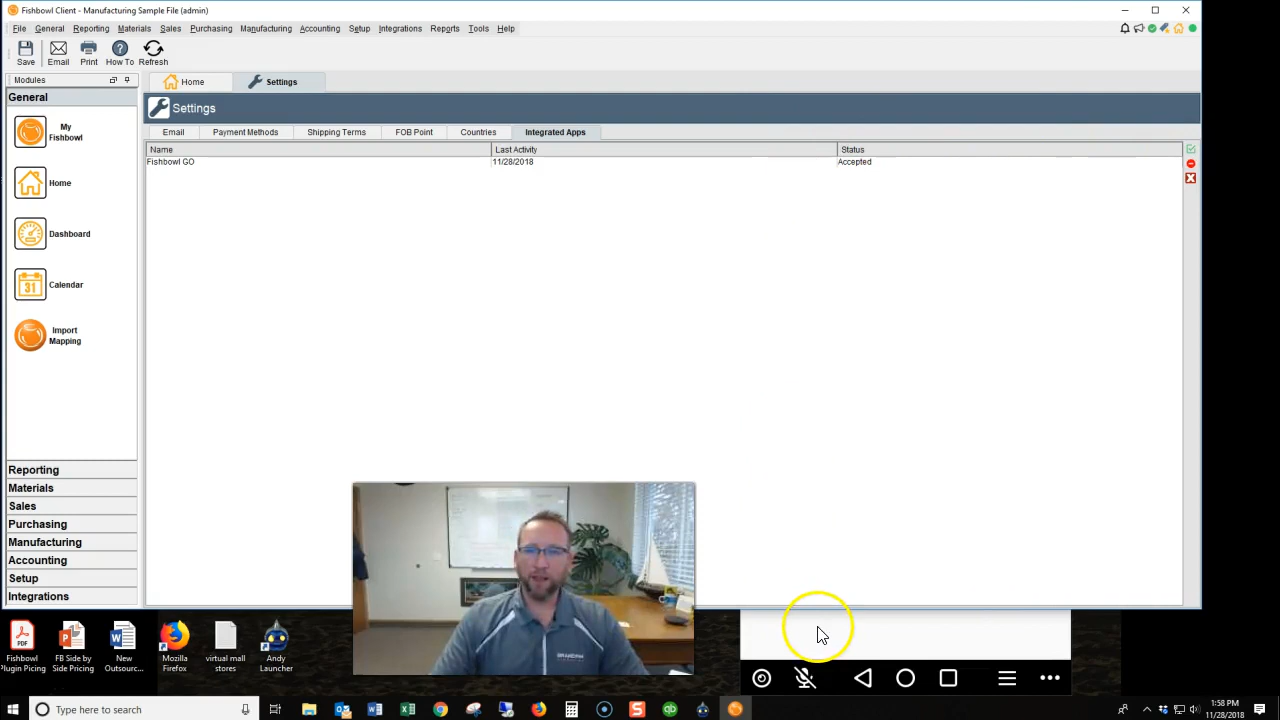 Fishbowl Client - Manufacturing Sample File (admin)
File General Reporting Materials Sales Purchasing Manufacturing Accounting Setup Integrations Reports Tools Help
Save Email Print How To Refresh
Modules
Home Settings
General
Settings
Email Payment Methods Shipping Terms FOB Point Countries Integrated Apps
Name Last Activity Status
Fishbowl GO 11/28/2018 Accepted
My
Fishbowl
Home
Dashboard
31
Calendar
Import
Mapping
Reporting
Materials
Sales
Purchasing
Manufacturing
Accounting
Setup
Integrations
PDF
Fishbowl
Plugin Picing
FB Side by
Side Pricing
New
Outsourc...
Mozilla
Firefox
virtual mall
stores
Andy
Launcher
Type here to search
1:58 PM
11/28/2018